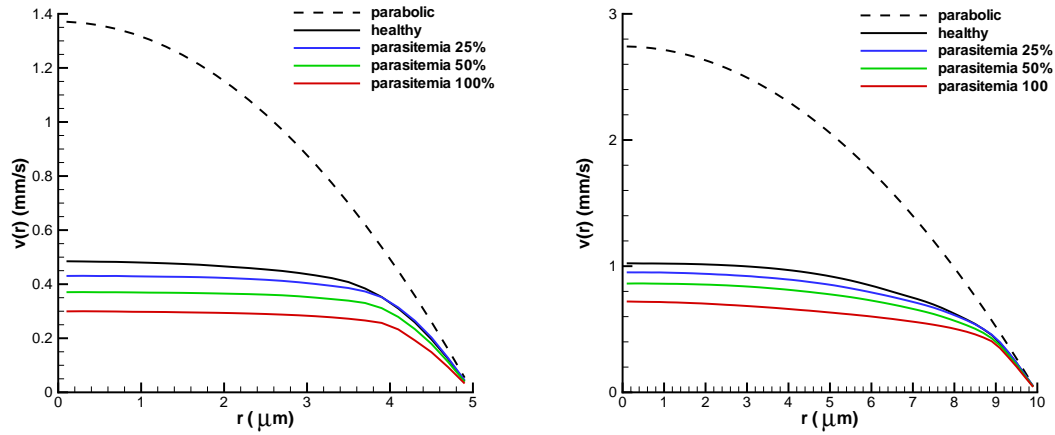 1.4
1.2
1
0.8
0.6
0.4
0.2
0
v(r) (mm/s)
parabolic
healthy
parasitemia 25%
parasitemia 50%
parasitemia 100%
0 1 2 3 4 5
r (μm)
3
2
1
0
v(r) (mm/s)
parabolic
healthy
parasitemia 25%
parasitemia 50%
parasitemia 100
0 1 2 3 4 5 6 7 8 9 10
r (μm)